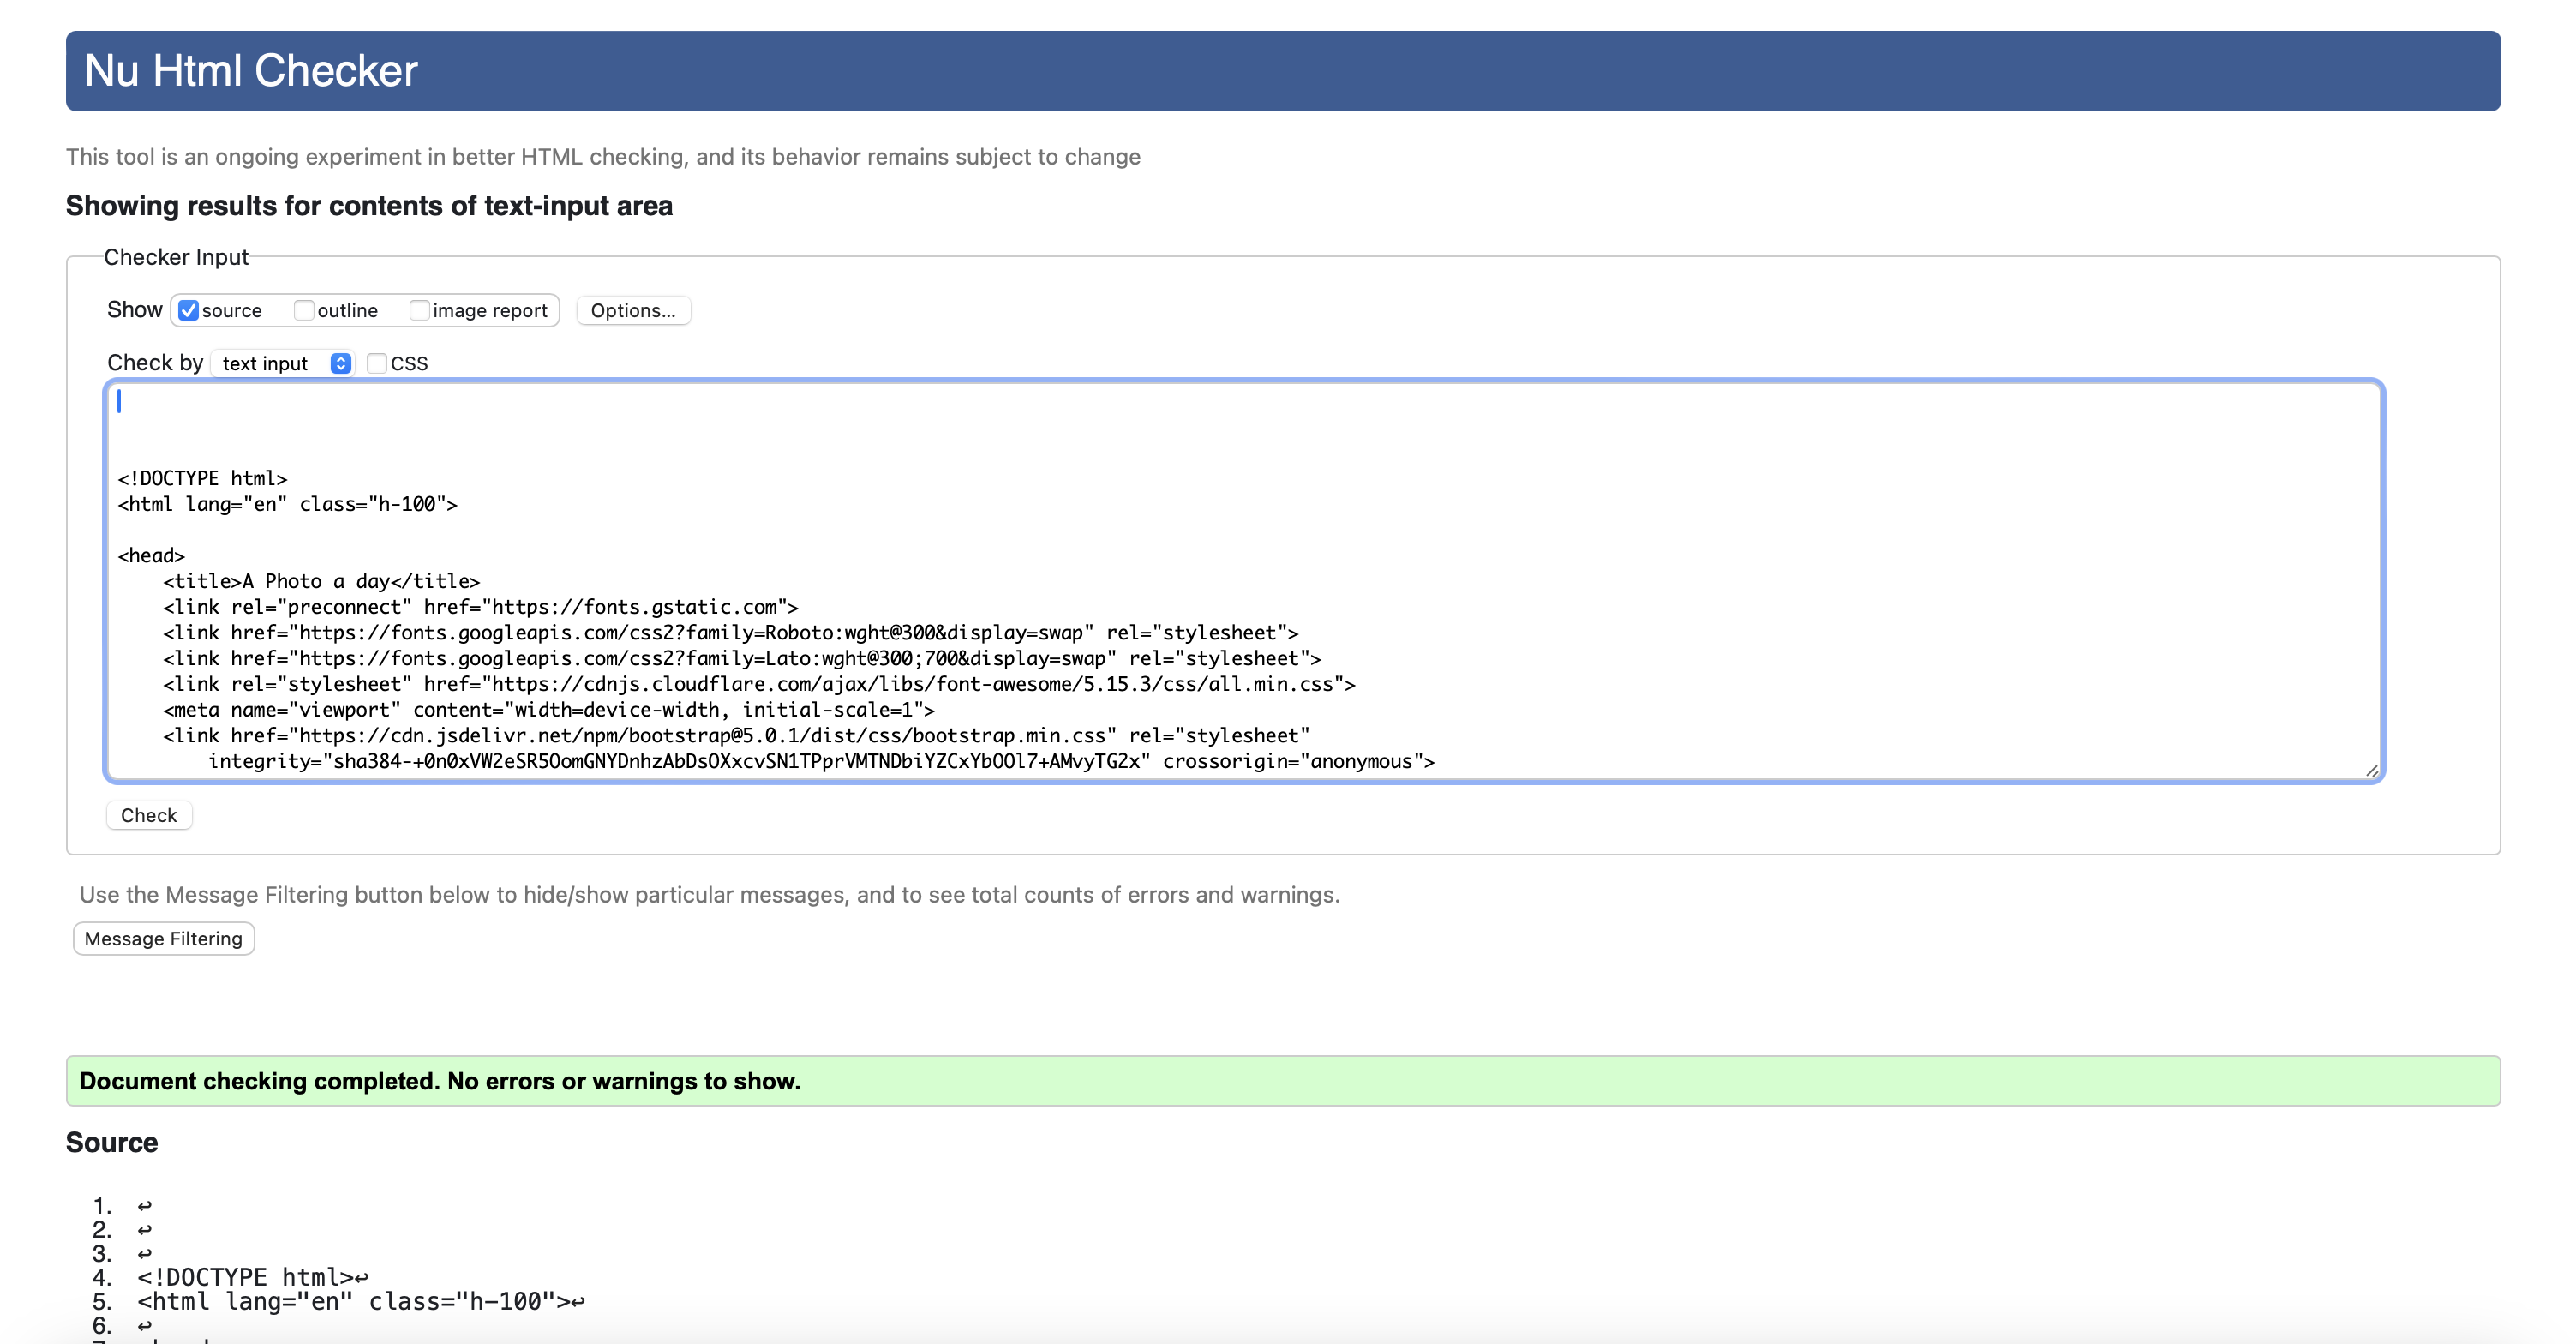 Nu Html Checker
This tool is an ongoing experiment in better HTML checking, and its behavior remains subject to change
Showing results for contents of text-input area
Checker Input
Show source outline image report Options...
Check by text input CSS
<!DOCTYPE html>
<html lang="en" class="h-100">
<head>
<title>A Photo a day</title>
<link rel="preconnect" href="https://fonts.gstatic.com">
<link href="https://fonts.googleapis.com/css2?family=Roboto:wght@300&display=swap" rel="stylesheet">
<link href="https://fonts.googleapis.com/css2?family=Lato:wght@300;700&display=swap" rel="stylesheet">
<link rel="stylesheet" href="https://cdnjs.cloudflare.com/ajax/libs/font-awesome/5.15.3/css/all.min.css">
<meta name="viewport" content="width=device-width, initial-scale=1">
<link href="https://cdn.jsdelivr.net/npm/bootstrap@5.0.1/dist/css/bootstrap.min.css" rel="stylesheet"
integrity="sha384-+0n0xVW2eSR5OomGNYDnhzAbDsOXxcvSN1TPprVMTNDbiYZCxYbOOl7+AMvyTG2x" crossorigin="anonymous">
Check
Use the Message Filtering button below to hide/show particular messages, and to see total counts of errors and warnings.
Message Filtering
Document checking completed. No errors or warnings to show.
Source
1. ↩
2. ↩
3. ↩
4. <!DOCTYPE html>↩
5. <html lang="en" class="h-100">↩
6. ↩